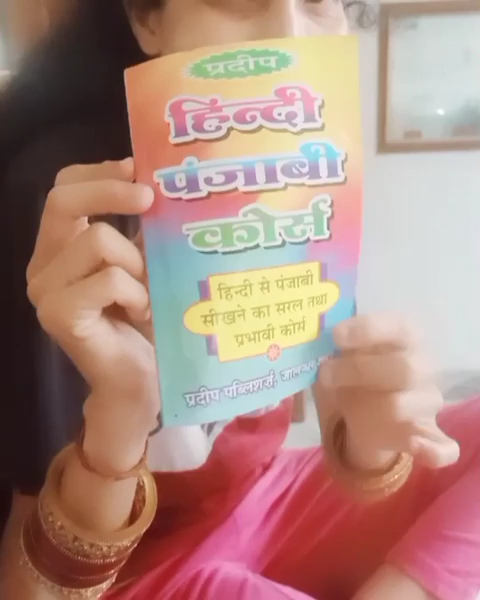 प्रदीप
हिन्दी
पंजाबी
कोर्स
हिन्दी से पंजाबी
सीखने का सरल तथा
प्रभावी कोर्स
प्रदीप पब्लिशर्ज़,